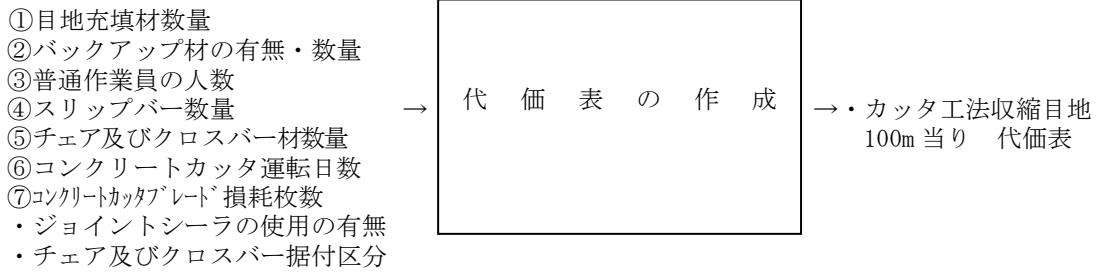 ①目地充填材数量
②バックアップ材の有無・数量
③普通作業員の人数
④スリップバー数量
⑤チェア及びクロスバー材数量
⑥コンクリートカッタ運転日数
⑦ｺﾝｸﾘｰﾄｶｯﾀﾌﾞﾚｰﾄﾞ損耗枚数
・ジョイントシーラの使用の有無
・チェア及びクロスバー据付区分
→
代 価 表 の 作 成
→・カッタ工法収縮目地
100m 当り 代価表